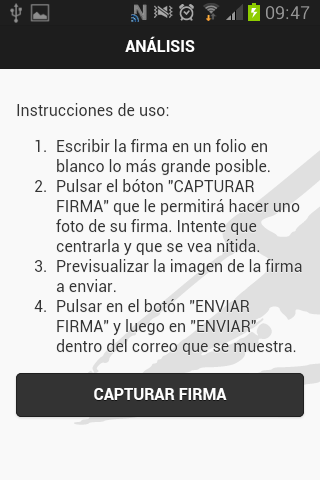 09:47
ANÁLISIS
Instrucciones de uso:
1. Escribir la firma en un folio en
blanco lo más grande posible.
2. Pulsar el bóton "CAPTURAR
FIRMA" que le permitirá hacer uno
foto de su firma. Intente que
centrarla y que se vea nítida.
3. Previsualizar la imagen de la firma
a enviar.
4. Pulsar en el botón "ENVIAR
FIRMA" y luego en "ENVIAR"
dentro del correo que se muestra.
CAPTURAR FIRMA